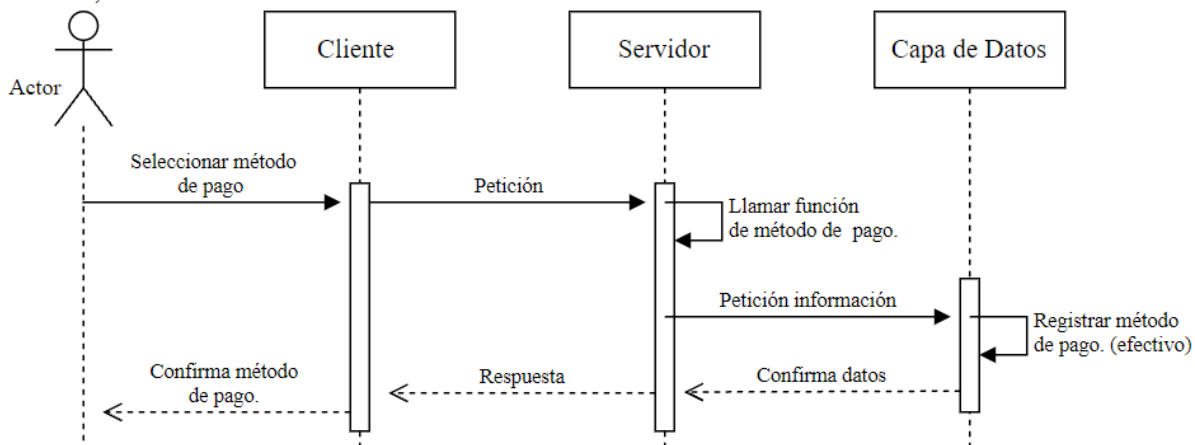 Actor
Cliente
Servidor
Capa de Datos
Seleccionar método
de pago
Petición
Llamar función
de método de  pago.
Petición información
Registrar método
de pago. (efectivo)
Confirma datos
Respuesta
Confirma método
de pago.